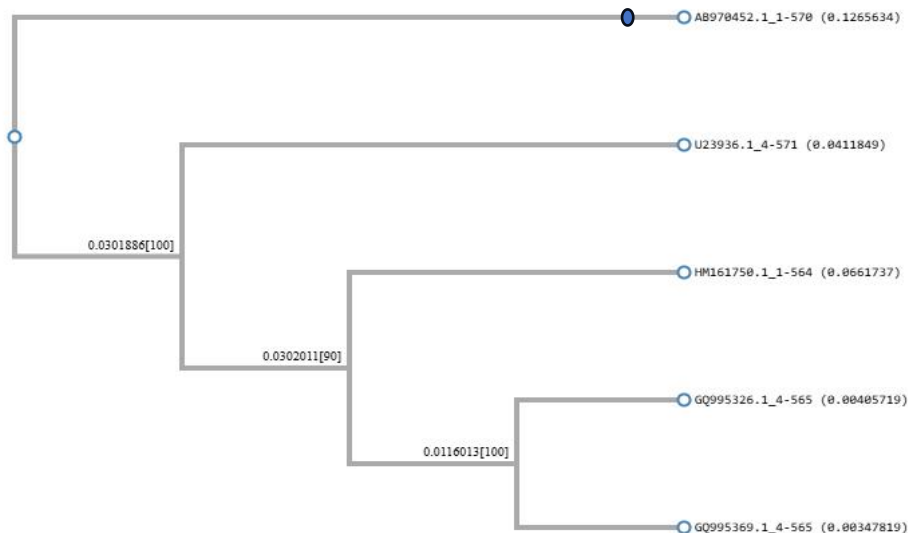 AB970452.1_1-570 (0.1265634)
U23936.1_4-571 (0.0411849)
0.0301886[100]
HM161750.1_1-564 (0.0661737)
0.0302011[90]
GQ995326.1_4-565 (0.00405719)
0.0116013[100]
GQ995369.1_4-565 (0.00347819)